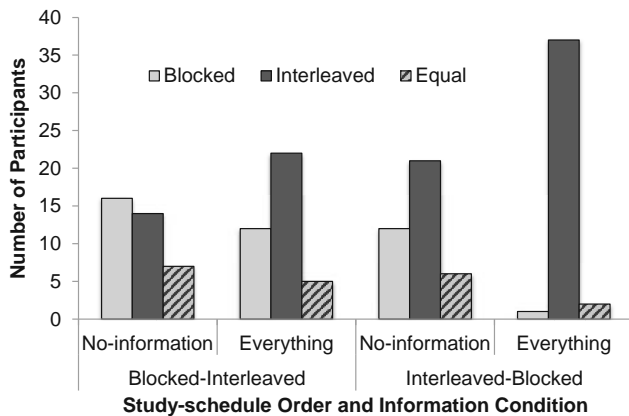 Number of Participants
40
35
30
25
20
15
10
5
0
Blocked Interleaved Equal
No-information Everything No-information Everything
Blocked-Interleaved Interleaved-Blocked
Study-schedule Order and Information Condition